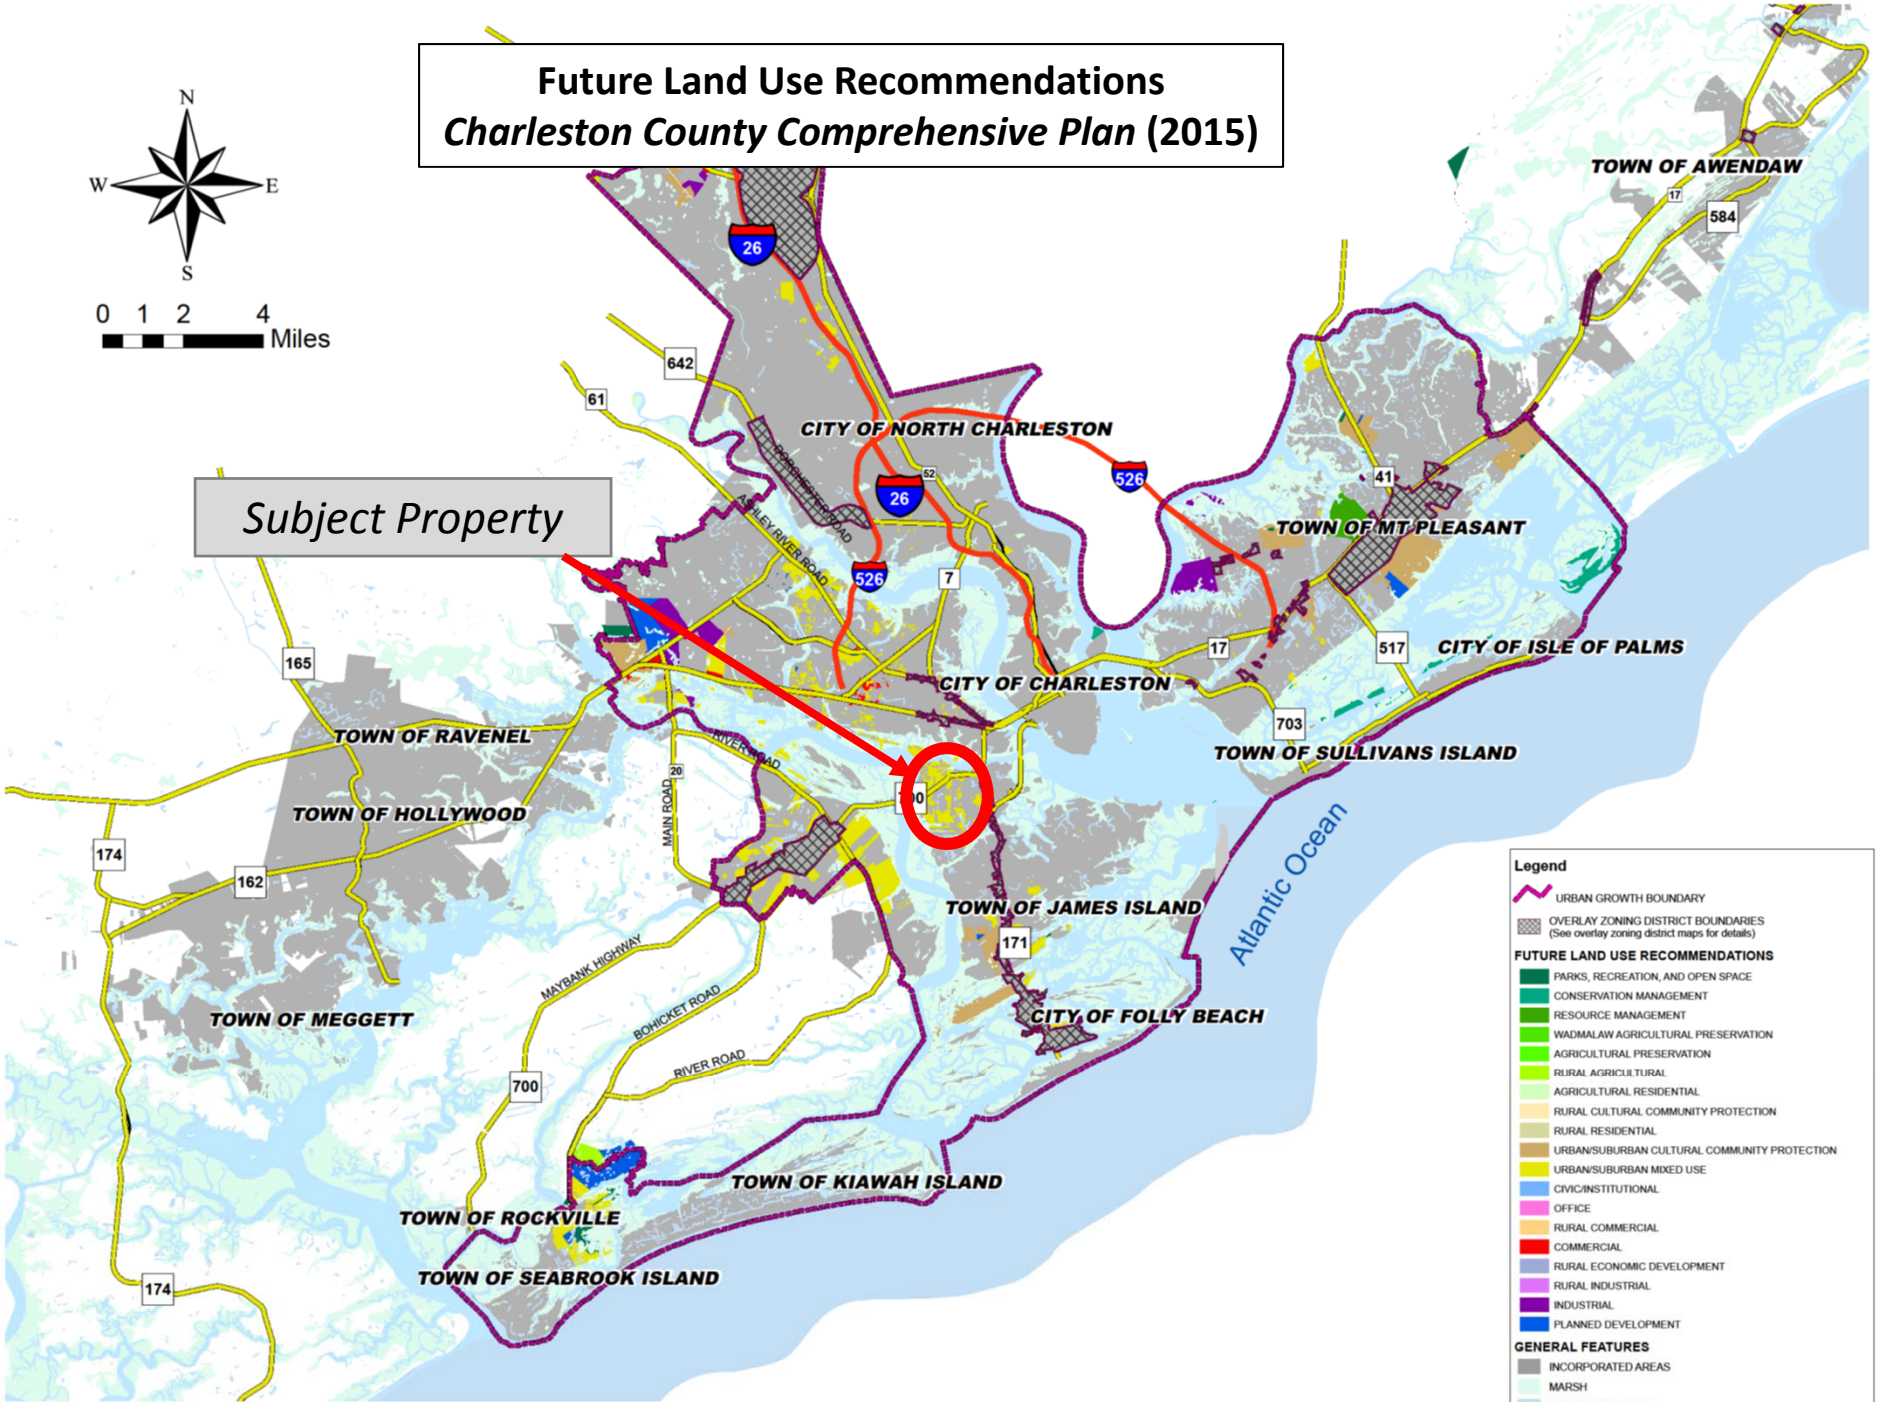 Future Land Use Recommendations
Charleston County Comprehensive Plan (2015)
N
W
E
S
0 1 2 4
Miles
TOWN OF AWENDAW
17
584
26
642
61
CITY OF NORTH CHARLESTON
52
526
41
26
Subject Property
DORCHESTER ROAD
ASHLEY RIVER ROAD
TOWN OF MT PLEASANT
526
7
165
17
517
CITY OF ISLE OF PALMS
CITY OF CHARLESTON
703
TOWN OF RAVENEL
RIVER ROAD
TOWN OF SULLIVANS ISLAND
20
MAIN ROAD
700
TOWN OF HOLLYWOOD
174
162
Atlantic Ocean
TOWN OF JAMES ISLAND
171
MAYBANK HIGHWAY
BOHICKET ROAD
TOWN OF MEGGETT
CITY OF FOLLY BEACH
RIVER ROAD
700
TOWN OF KIAWAH ISLAND
TOWN OF ROCKVILLE
TOWN OF SEABROOK ISLAND
174
Legend
URBAN GROWTH BOUNDARY
OVERLAY ZONING DISTRICT BOUNDARIES
(See overlay zoning district maps for details)
FUTURE LAND USE RECOMMENDATIONS
PARKS, RECREATION, AND OPEN SPACE
CONSERVATION MANAGEMENT
RESOURCE MANAGEMENT
WADMALAW AGRICULTURAL PRESERVATION
AGRICULTURAL PRESERVATION
RURAL AGRICULTURAL
AGRICULTURAL RESIDENTIAL
RURAL CULTURAL COMMUNITY PROTECTION
RURAL RESIDENTIAL
URBAN/SUBURBAN CULTURAL COMMUNITY PROTECTION
URBAN/SUBURBAN MIXED USE
CIVIC/INSTITUTIONAL
OFFICE
RURAL COMMERCIAL
COMMERCIAL
RURAL ECONOMIC DEVELOPMENT
RURAL INDUSTRIAL
INDUSTRIAL
PLANNED DEVELOPMENT
GENERAL FEATURES
INCORPORATED AREAS
MARSH